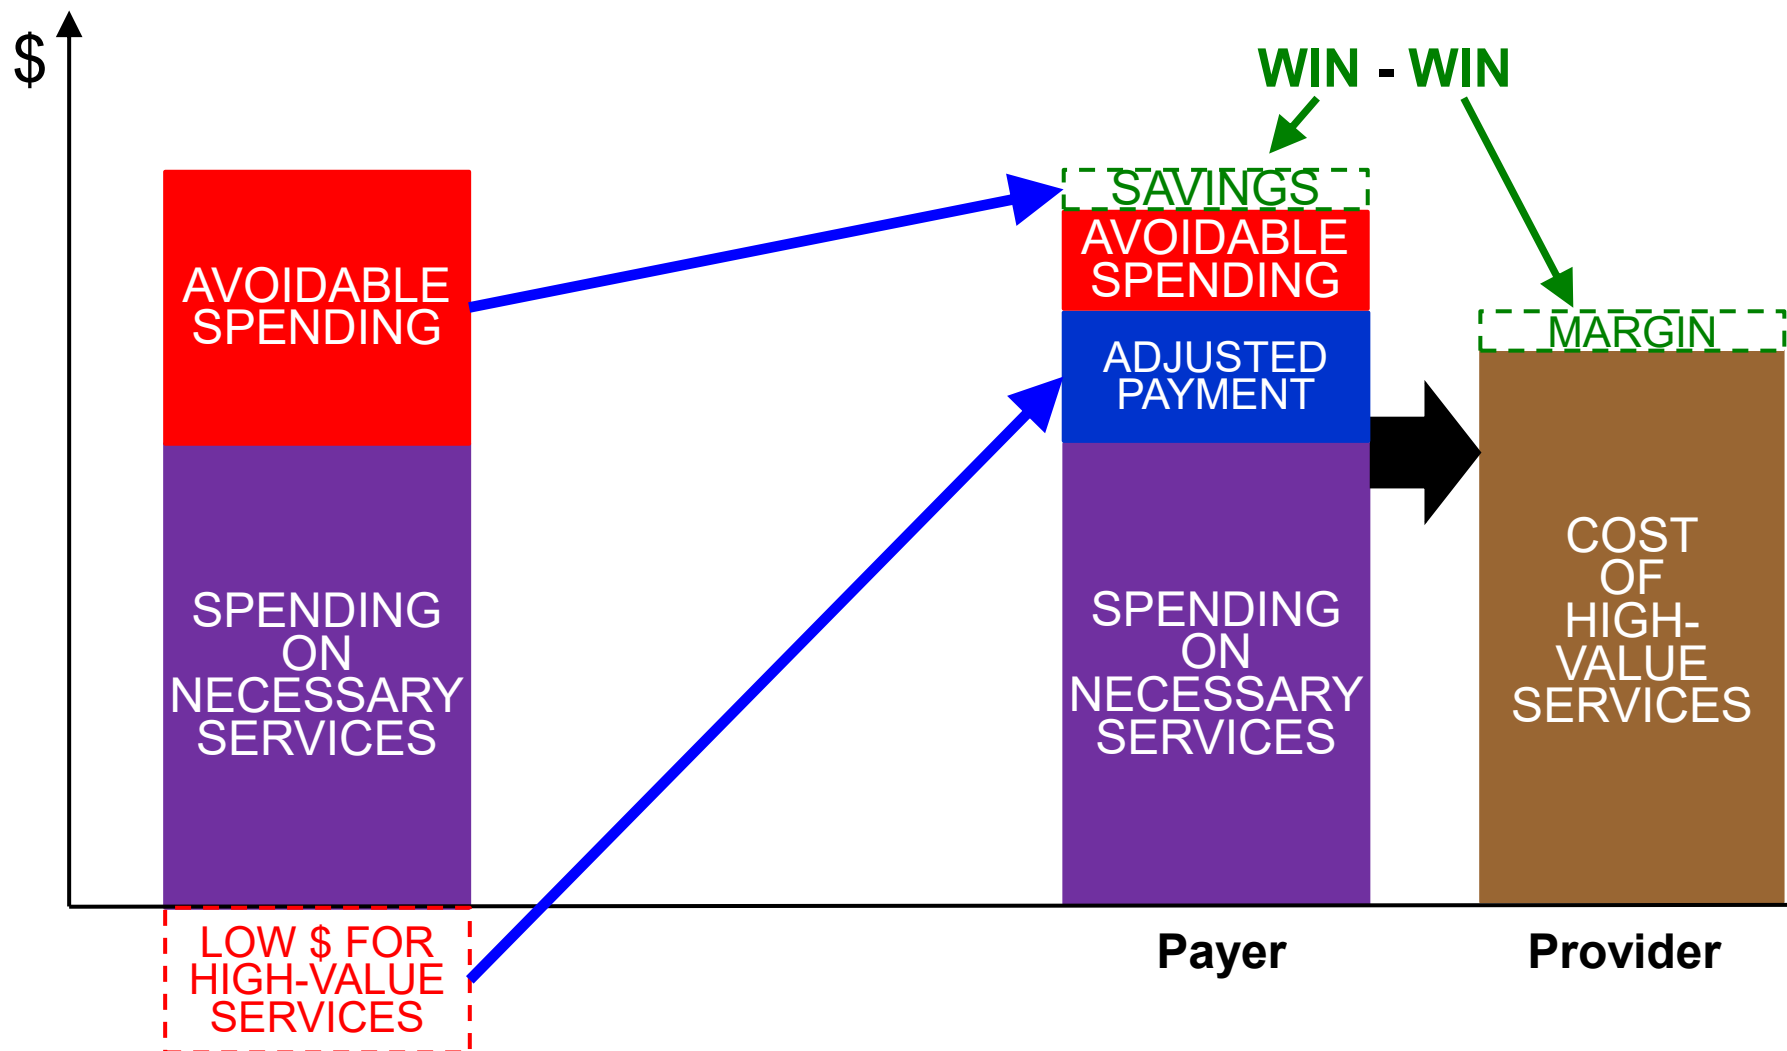 $
WIN - WIN
AVOIDABLE
SPENDING
SPENDING
ON
NECESSARY
SERVICES
LOW $ FOR
HIGH-VALUE
SERVICES
SAVINGS
AVOIDABLE
SPENDING
ADJUSTED
PAYMENT
SPENDING
ON
NECESSARY
SERVICES
Payer
MARGIN
COST
OF
HIGH-
VALUE
SERVICES
Provider